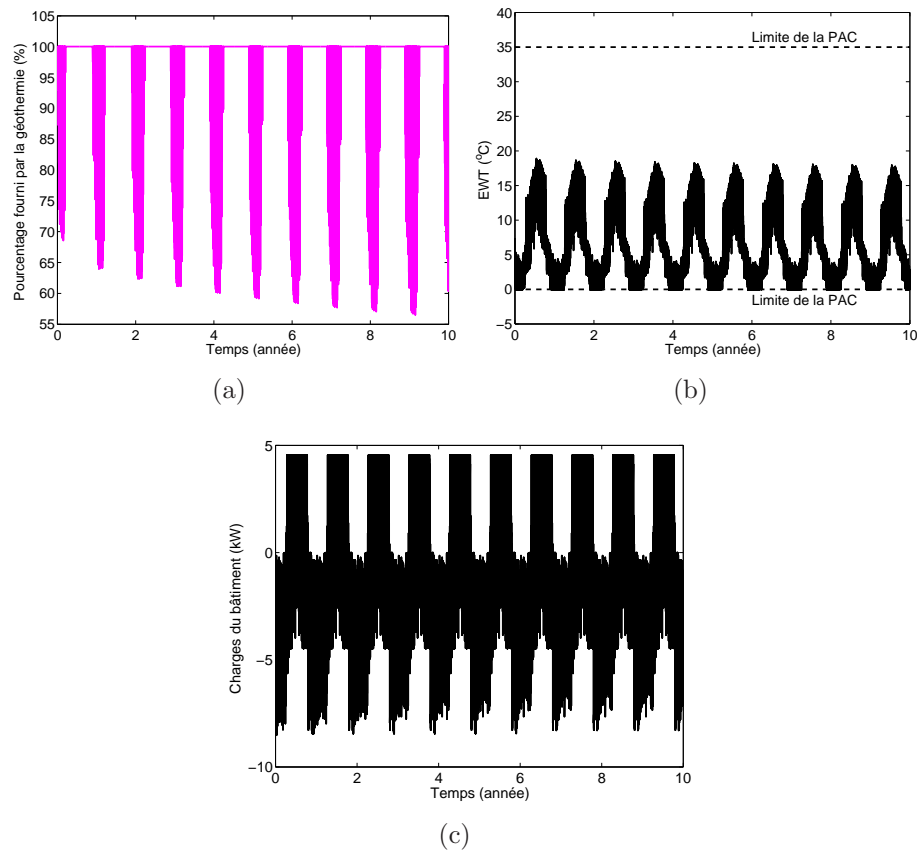 105
100
95
90
85
80
75
70
65
60
55
Pourcentage fourni par la géothermie (%)
0 2 4 6 8 10
Temps (année)
(a)
40
35
30
25
20
15
10
5
0
−5
EWT (°C)
Limite de la PAC
Limite de la PAC
0 2 4 6 8 10
Temps (année)
(b)
5
0
−5
−10
Charges du bâtiment (kW)
0 2 4 6 8 10
Temps (année)
(c)